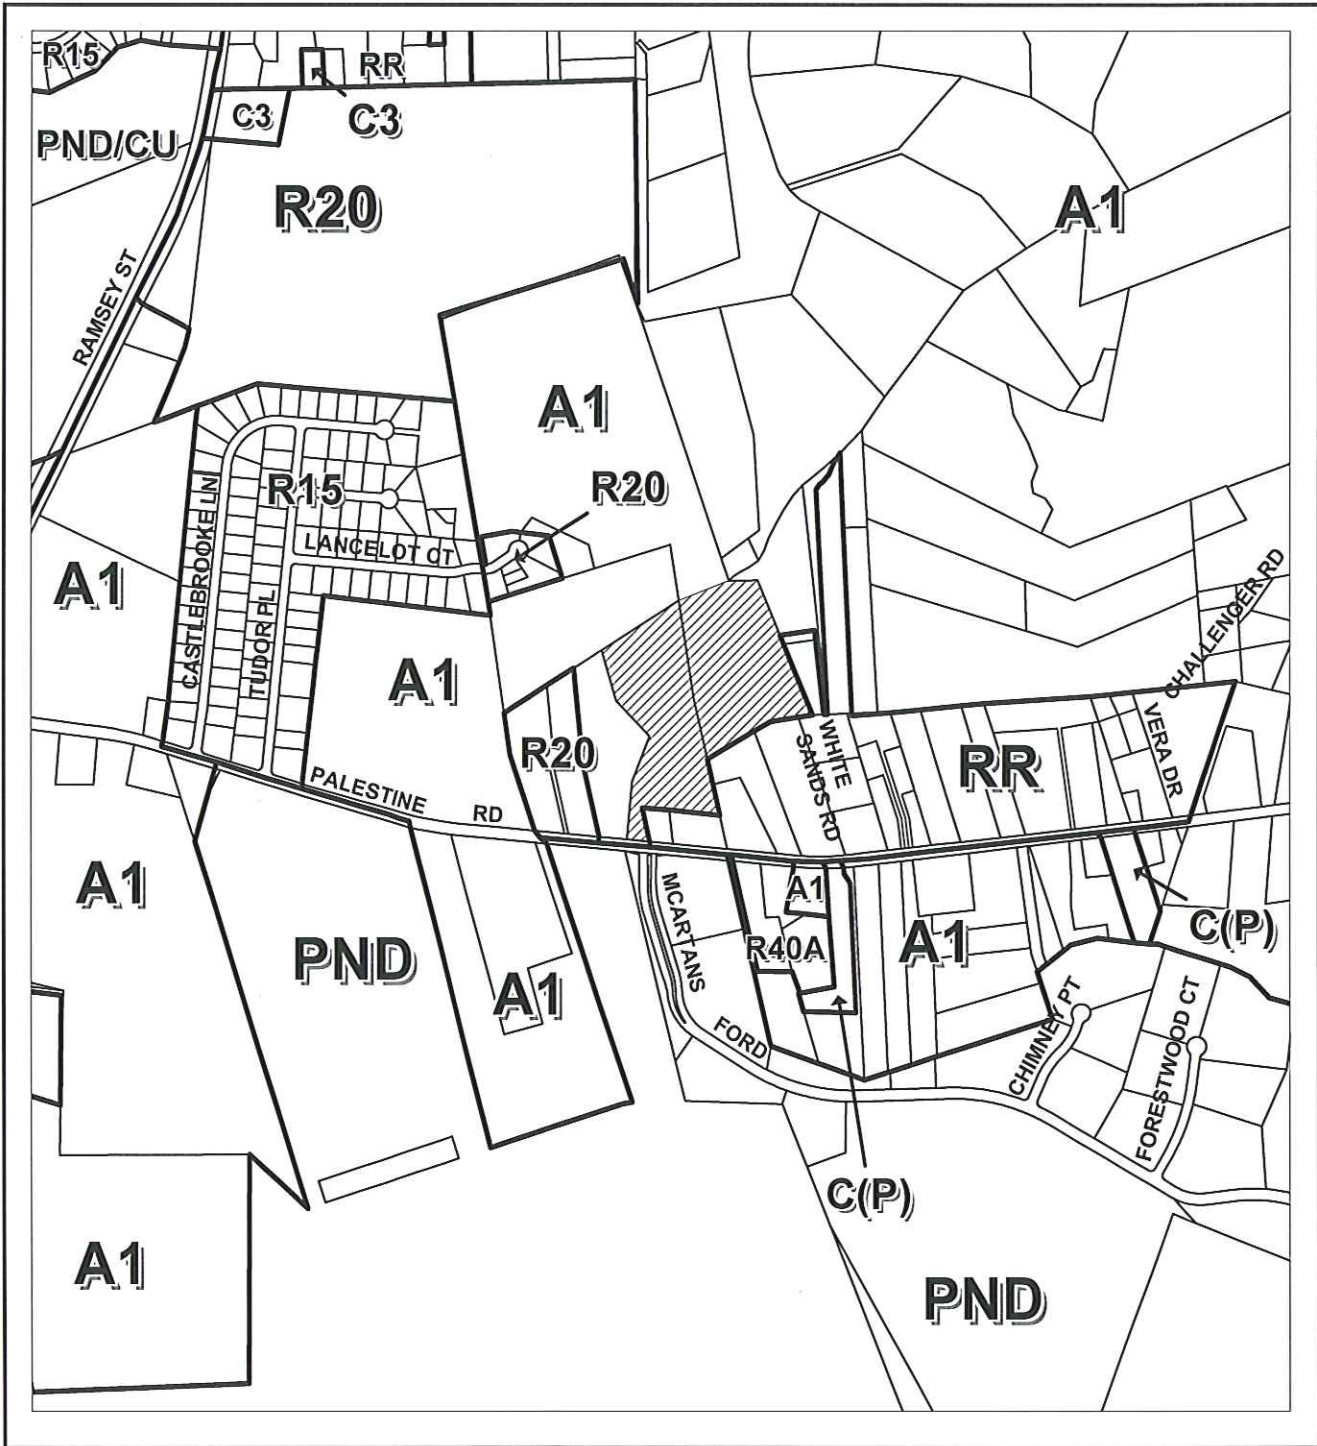 R15
RR
C3
C3
PND/CU
R20
A1
RAMSEY ST
A1
R20
R15
LANCELOT CT
A1
CASTLEBROOKE LN
TUDOR PL
A1
CHALLENGER RD
VERA DR
R20
WHITE
SANDS RD
RR
PALESTINE RD
A1
MCARTANS
A1
R40A
A1
C(P)
PND
A1
FORD
CHIMNEY PT
FORESTWOOD CT
C(P)
A1
PND